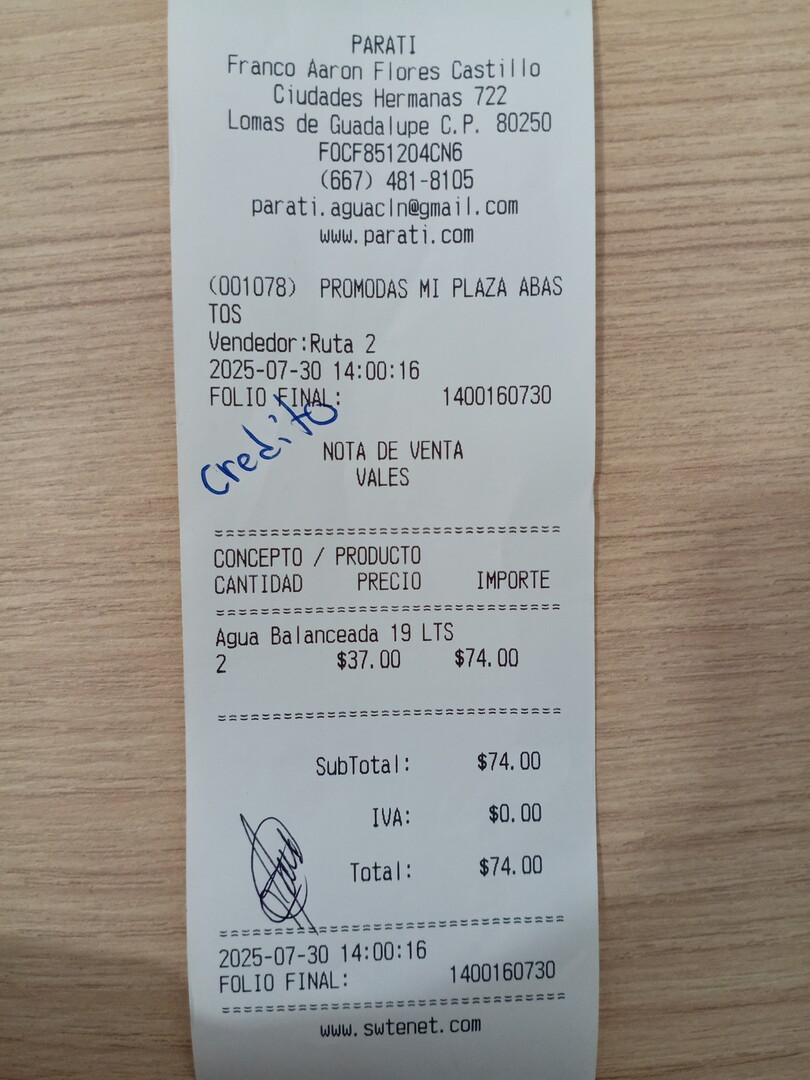 PARATI
Franco Aaron Flores Castillo
Ciudades Hermanas 722
Lomas de Guadalupe C.P. 80250
FOCF851204CN6
(667) 481-8105
parati.aguacln@gmail.com
www.parati.com
(001078) PROMODAS MI PLAZA ABAS
TOS
Vendedor:Ruta 2
2025-07-30 14:00:16
FOLIO FINAL: 1400160730
credito
NOTA DE VENTA
VALES
==============================
CONCEPTO / PRODUCTO
CANTIDAD PRECIO IMPORTE
==============================
Agua Balanceada 19 LTS
2 $37.00 $74.00
==============================
SubTotal: $74.00
IVA: $0.00
Total: $74.00
==============================
2025-07-30 14:00:16
FOLIO FINAL: 1400160730
==============================
www.swtenet.com